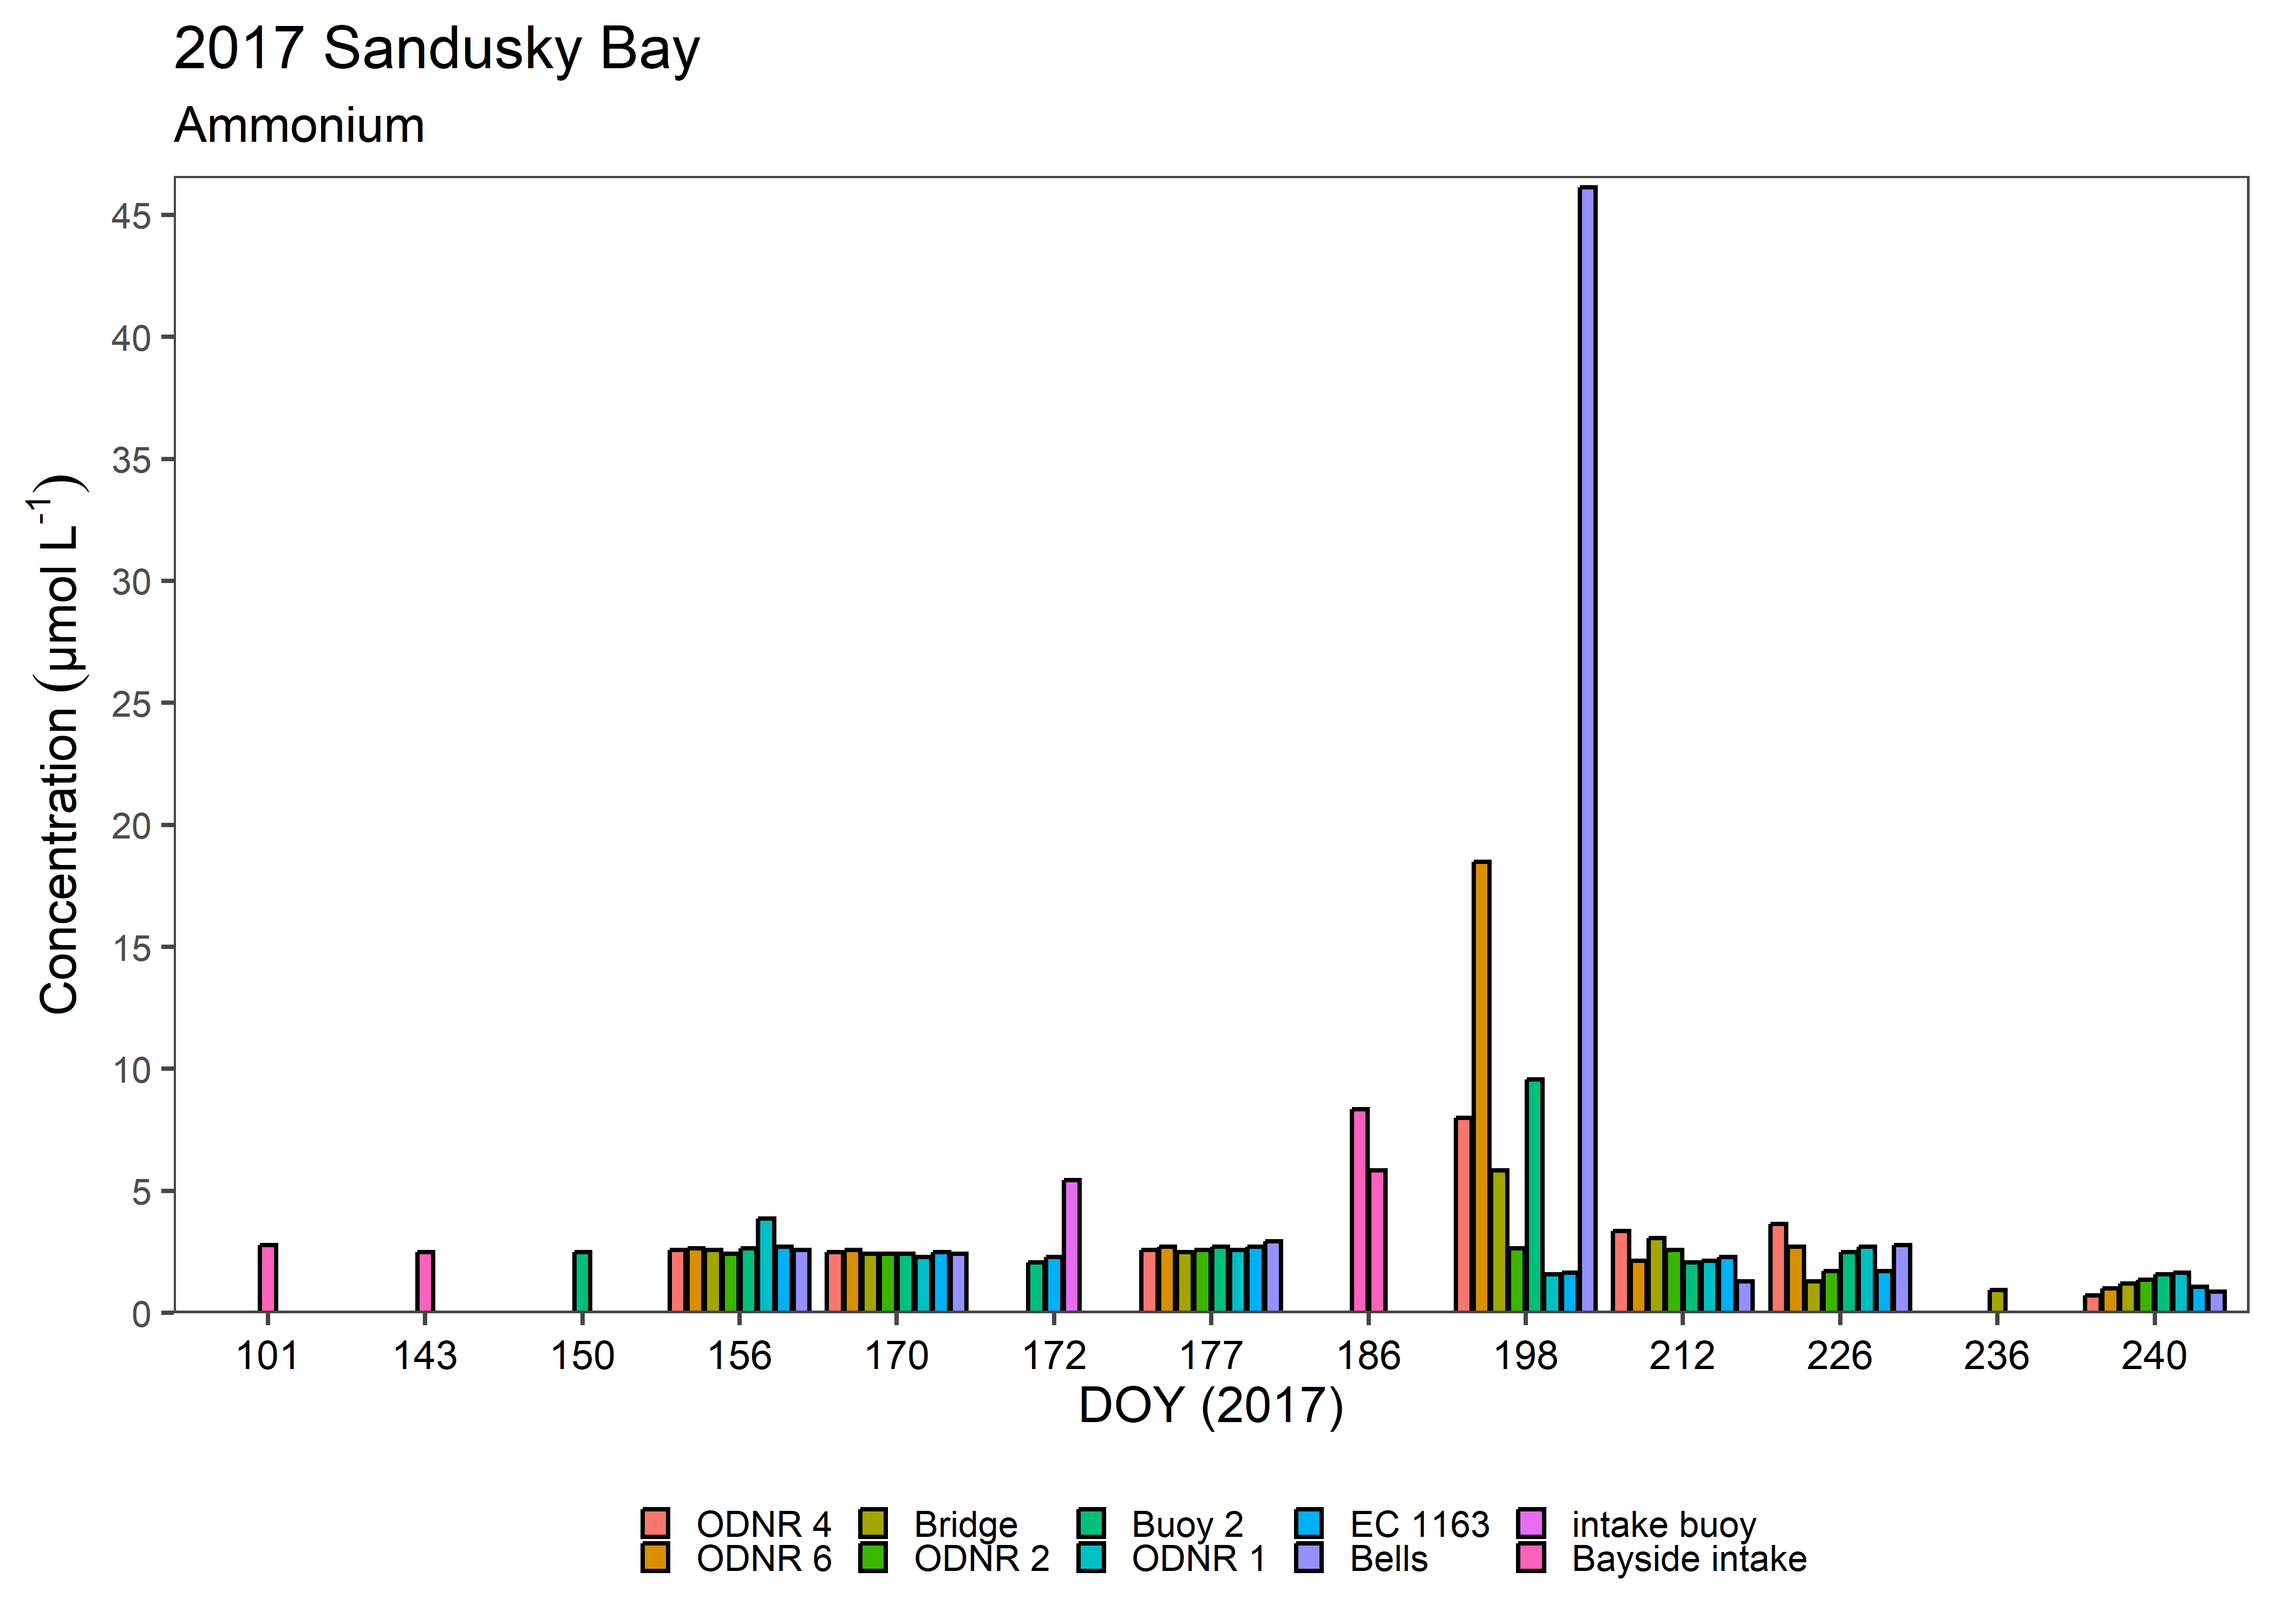 2017 Sandusky Bay
Ammonium
Concentration (µmol L-1)
45
40
35
30
25
20
15
10
5
0
101 143 150 156 170 172 177 186 198 212 226 236 240
DOY (2017)
ODNR 4 Bridge Buoy 2 EC 1163 intake buoy
ODNR 6 ODNR 2 ODNR 1 Bells Bayside intake